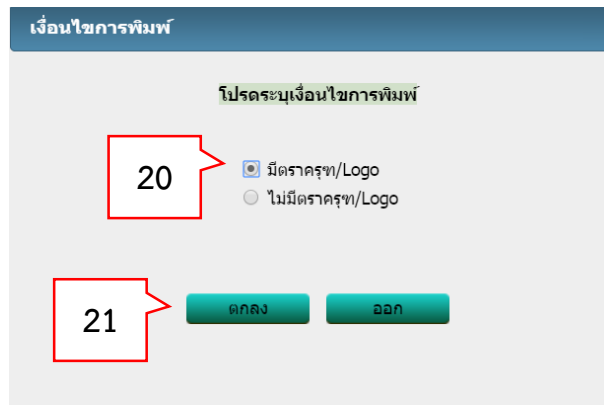 เงื่อนไขการพิมพ์
โปรดระบุเงื่อนไขการพิมพ์
20
มีตราครุฑ/Logo
ไม่มีตราครุฑ/Logo
21
ตกลง
ออก